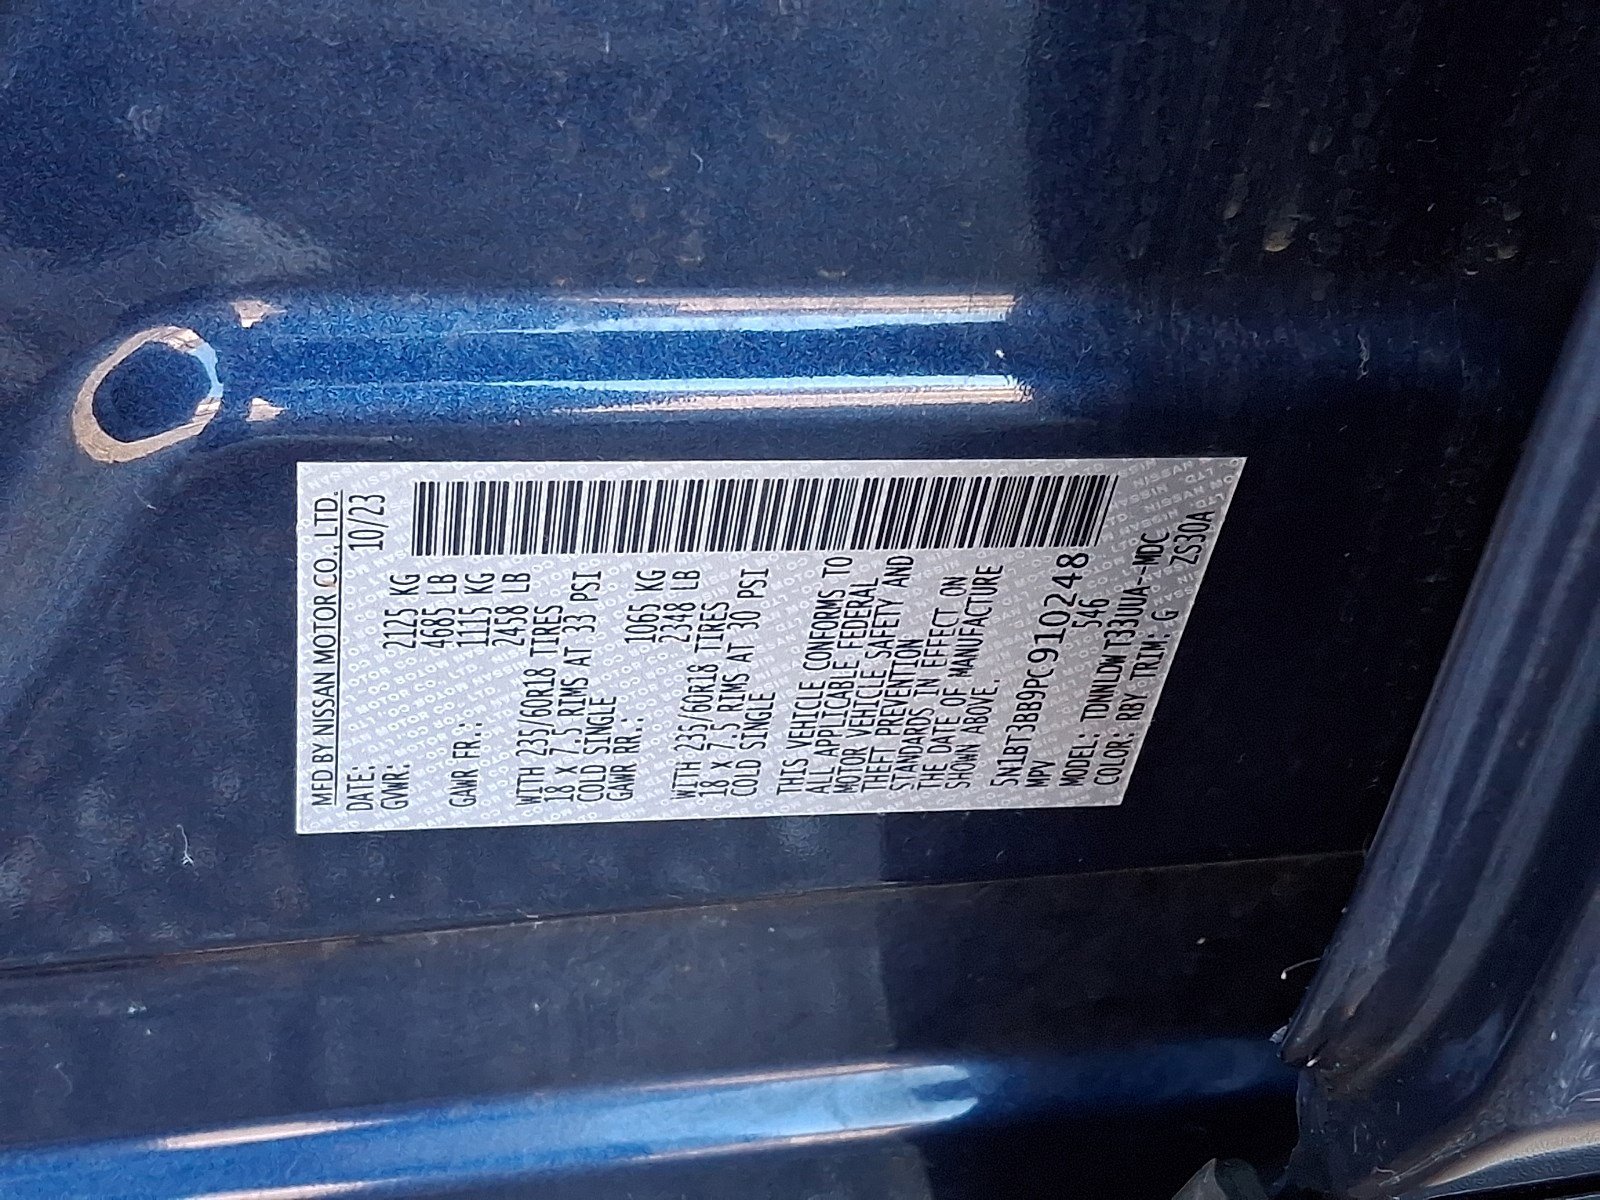 MFD BY NISSAN MOTOR CO., LTD.
DATE: 10/23
GVWR: 2125 KG
4685 LB
GAWR FR.: 1115 KG
2458 LB
WITH 235/60R18 TIRES
18 X 7.5 RIMS AT 33 PSI
COLD SINGLE
GAWR RR.: 1065 KG
2348 LB
WITH 235/60R18 TIRES
18 X 7.5 RIMS AT 30 PSI
COLD SINGLE
THIS VEHICLE CONFORMS TO
ALL APPLICABLE FEDERAL
MOTOR VEHICLE SAFETY AND
THEFT PREVENTION
STANDARDS IN EFFECT ON
THE DATE OF MANUFACTURE
SHOWN ABOVE.
5N1BT3BB9PC910248
MPV 546
MODEL: TDNNLDWT33UUA-MDC
COLOR: RBY TRIM: G ZS30A